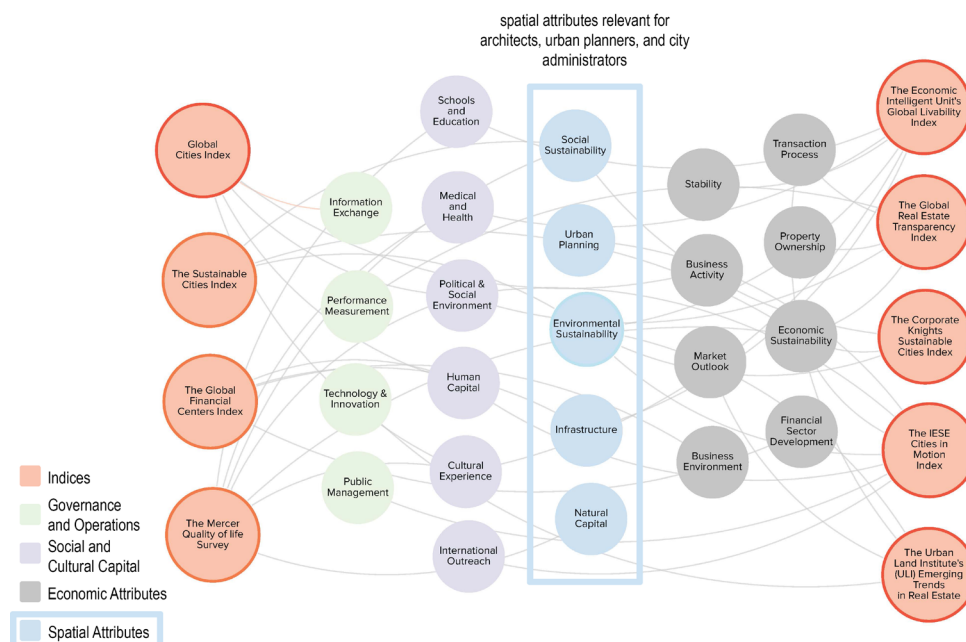 spatial attributes relevant for
architects, urban planners, and city
administrators
Global
Cities Index
The Sustainable
Cities Index
The Global
Financial
Centers Index
The Mercer
Quality of life
Survey
Information
Exchange
Performance
Measurement
Technology &
Innovation
Public
Management
Schools
and
Education
Medical
and
Health
Political &
Social
Environment
Human
Capital
Cultural
Experience
International
Outreach
Social
Sustainability
Urban
Planning
Environmental
Sustainability
Infrastructure
Natural
Capital
Stability
Business
Activity
Market
Outlook
Business
Environment
Transaction
Process
Property
Ownership
Economic
Sustainability
Financial
Sector
Development
The Economic
Intelligent Unit's
Global Livability
Index
The Global
Real Estate
Transparency
Index
The Corporate
Knights
Sustainable
Cities Index
The IESE
Cities in
Motion
Index
The Urban
Land Institute's
(ULI) Emerging
Trends
in Real Estate
Indices
Governance
and Operations
Social and
Cultural Capital
Economic Attributes
Spatial Attributes